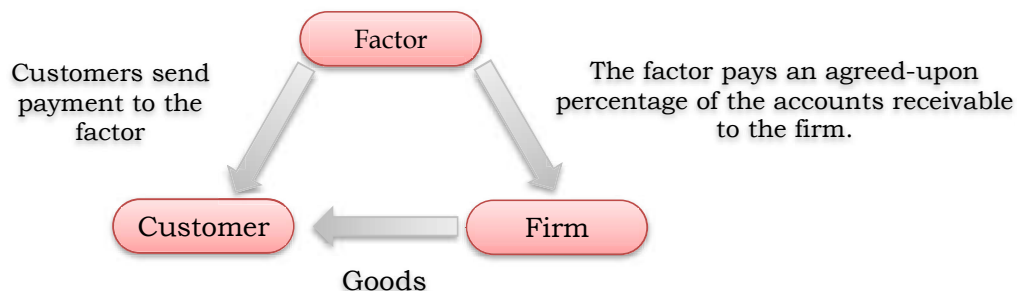 Factor
Customers send
payment to the
factor
The factor pays an agreed-upon
percentage of the accounts receivable
to the firm.
Customer
Firm
Goods